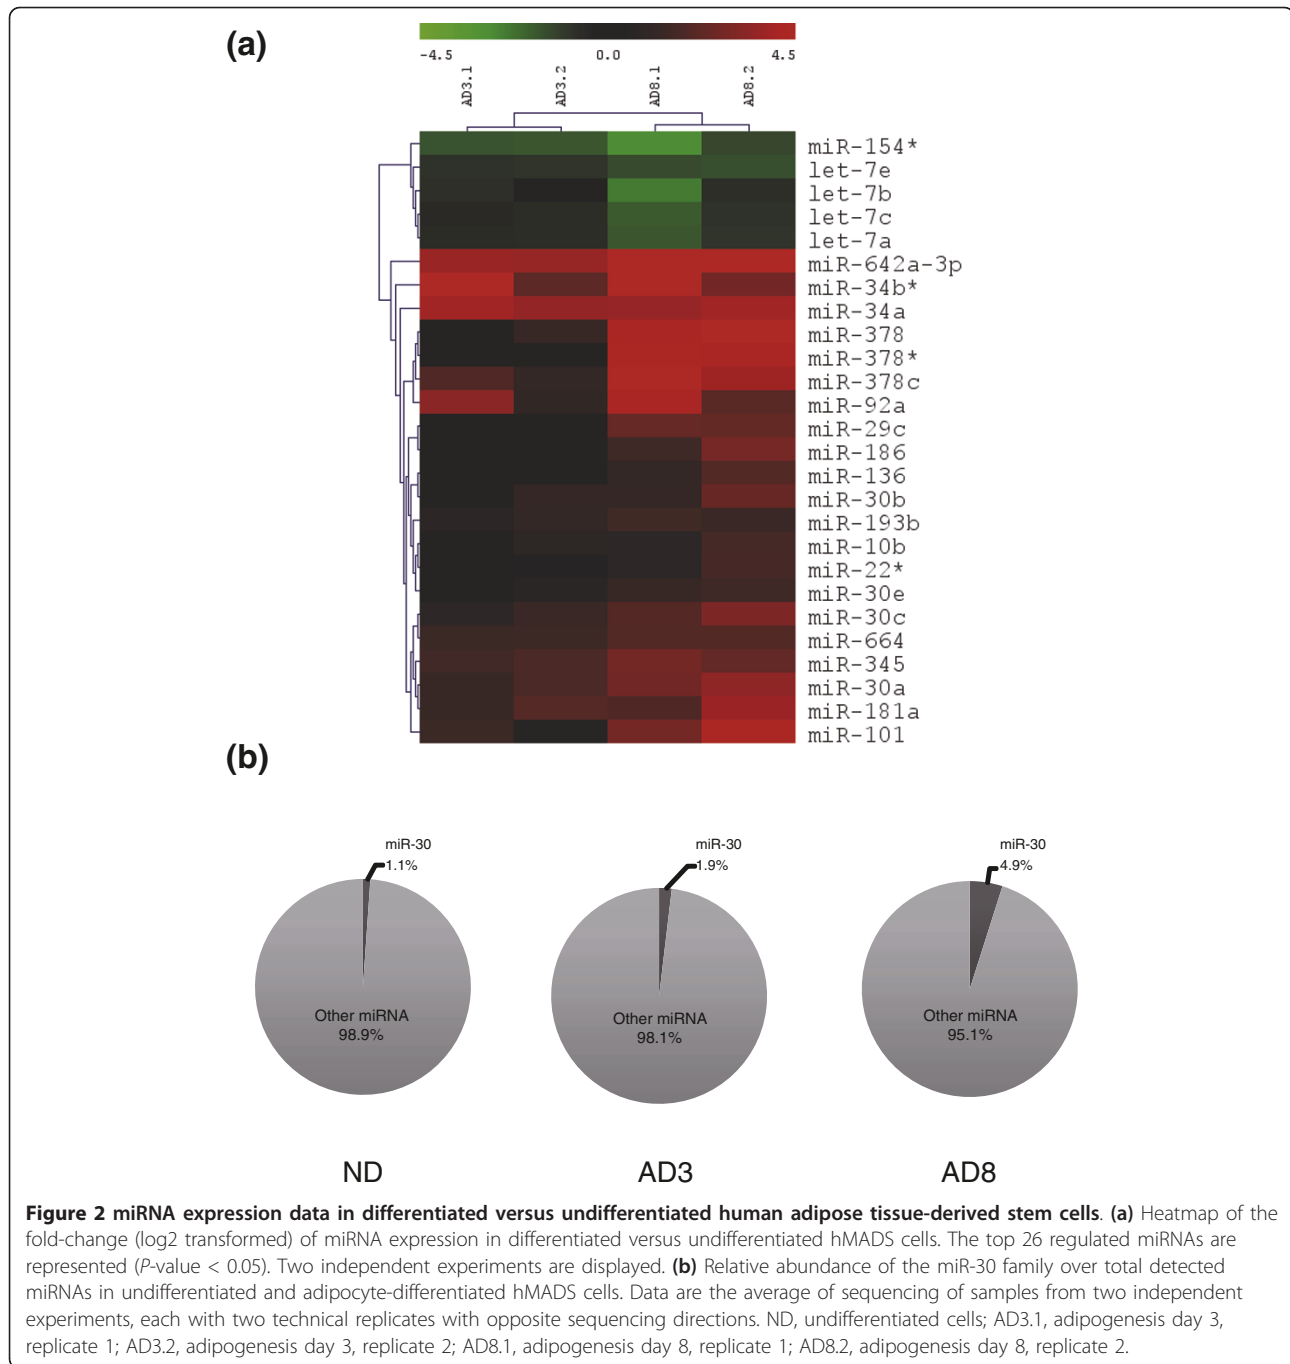 (a)
-4.5 0.0 4.5
AD3.1 AD3.2 AD8.1 AD8.2
miR-154*
let-7e
let-7b
let-7c
let-7a
miR-642a-3p
miR-34b*
miR-34a
miR-378
miR-378*
miR-378c
miR-92a
miR-29c
miR-186
miR-136
miR-30b
miR-193b
miR-10b
miR-22*
miR-30e
miR-30c
miR-664
miR-345
miR-30a
miR-181a
miR-101
(b)
miR-30
1.1%
Other miRNA
98.9%
ND
miR-30
1.9%
Other miRNA
98.1%
AD3
miR-30
4.9%
Other miRNA
95.1%
AD8
Figure 2 miRNA expression data in differentiated versus undifferentiated human adipose tissue-derived stem cells. (a) Heatmap of the
fold-change (log2 transformed) of miRNA expression in differentiated versus undifferentiated hMADS cells. The top 26 regulated miRNAs are
represented (P-value < 0.05). Two independent experiments are displayed. (b) Relative abundance of the miR-30 family over total detected
miRNAs in undifferentiated and adipocyte-differentiated hMADS cells. Data are the average of sequencing of samples from two independent
experiments, each with two technical replicates with opposite sequencing directions. ND, undifferentiated cells; AD3.1, adipogenesis day 3,
replicate 1; AD3.2, adipogenesis day 3, replicate 2; AD8.1, adipogenesis day 8, replicate 1; AD8.2, adipogenesis day 8, replicate 2.